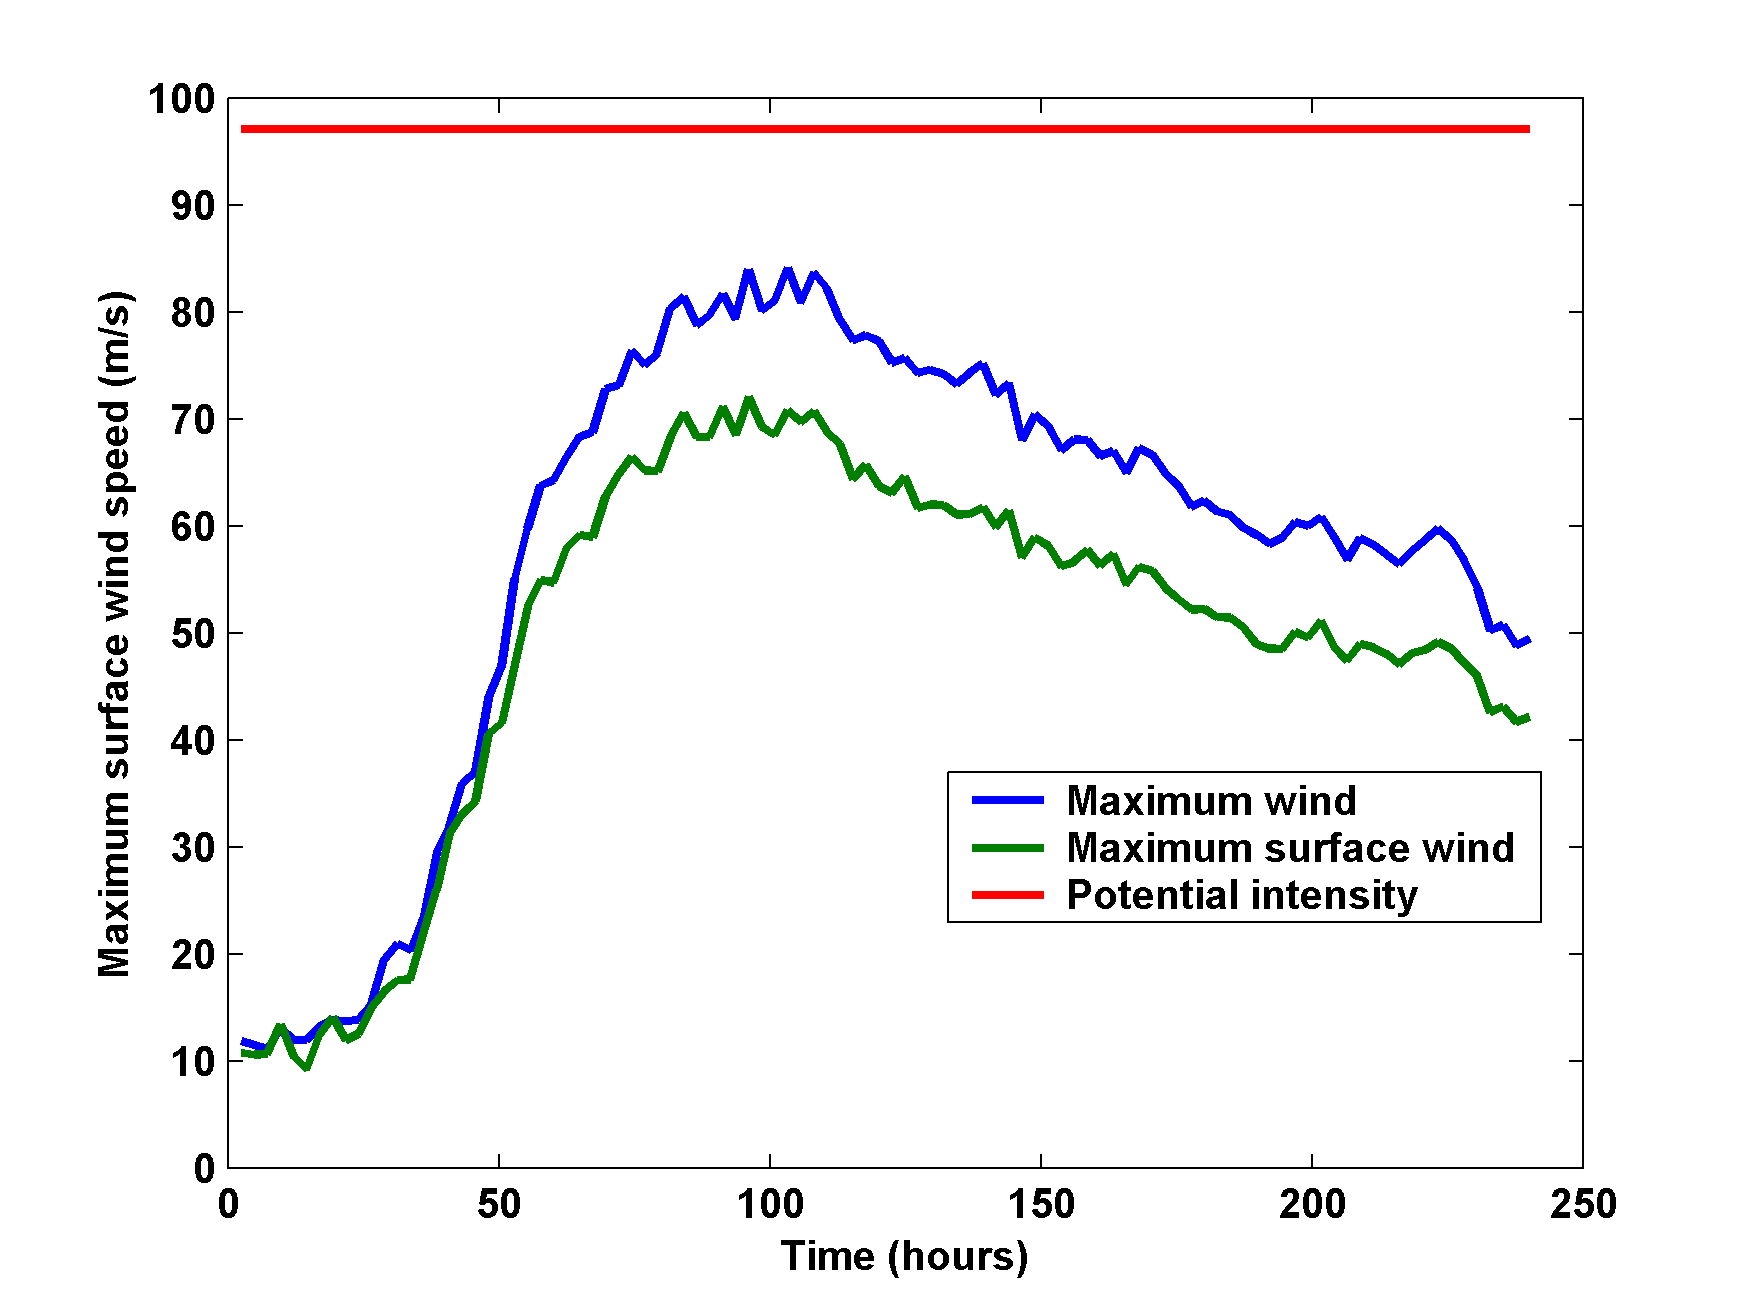 100
90
80
70
60
50
40
30
20
10
0
Maximum surface wind speed (m/s)
Maximum wind
Maximum surface wind
Potential intensity
0 50 100 150 200 250
Time (hours)